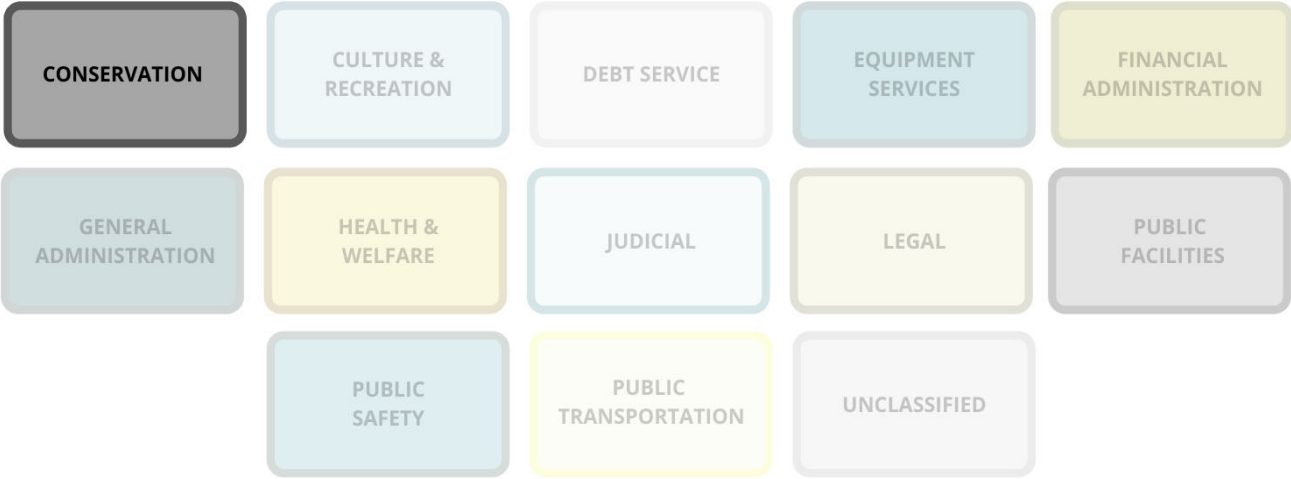 CONSERVATION
CULTURE &
RECREATION
DEBT SERVICE
EQUIPMENT
SERVICES
FINANCIAL
ADMINISTRATION
GENERAL
ADMINISTRATION
HEALTH &
WELFARE
JUDICIAL
LEGAL
PUBLIC
FACILITIES
PUBLIC
SAFETY
PUBLIC
TRANSPORTATION
UNCLASSIFIED